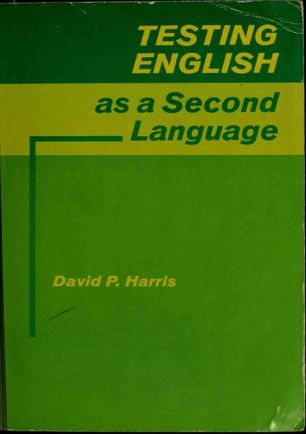 TESTING
ENGLISH
as a Second
Language
David P. Harris